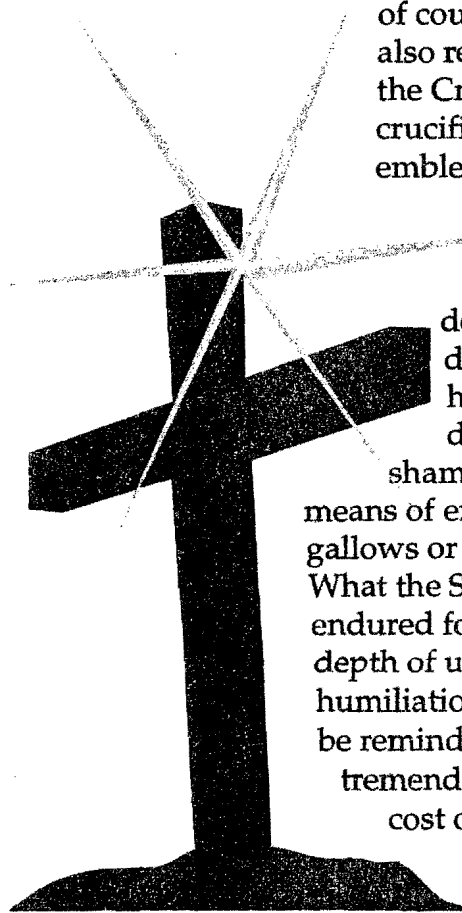 of cou
also re
the Cr
crucifi
emble
de
d
h
d
sham
means of ex
gallows or
What the S
endured fo
depth of u
humiliatio
be remind
tremend
cost o